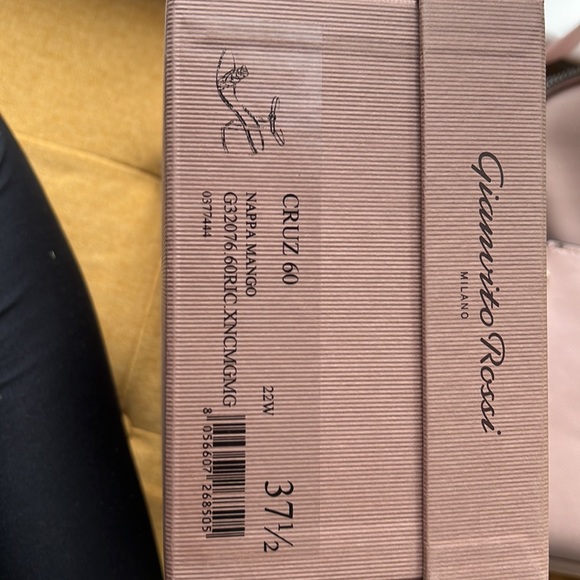 Gianvito Rossi
MILANO
CRUZ 60
22W
37½
NAPPA MANGO
G32076.60RIC.XNCMGMG
0377444
8 056607 268505